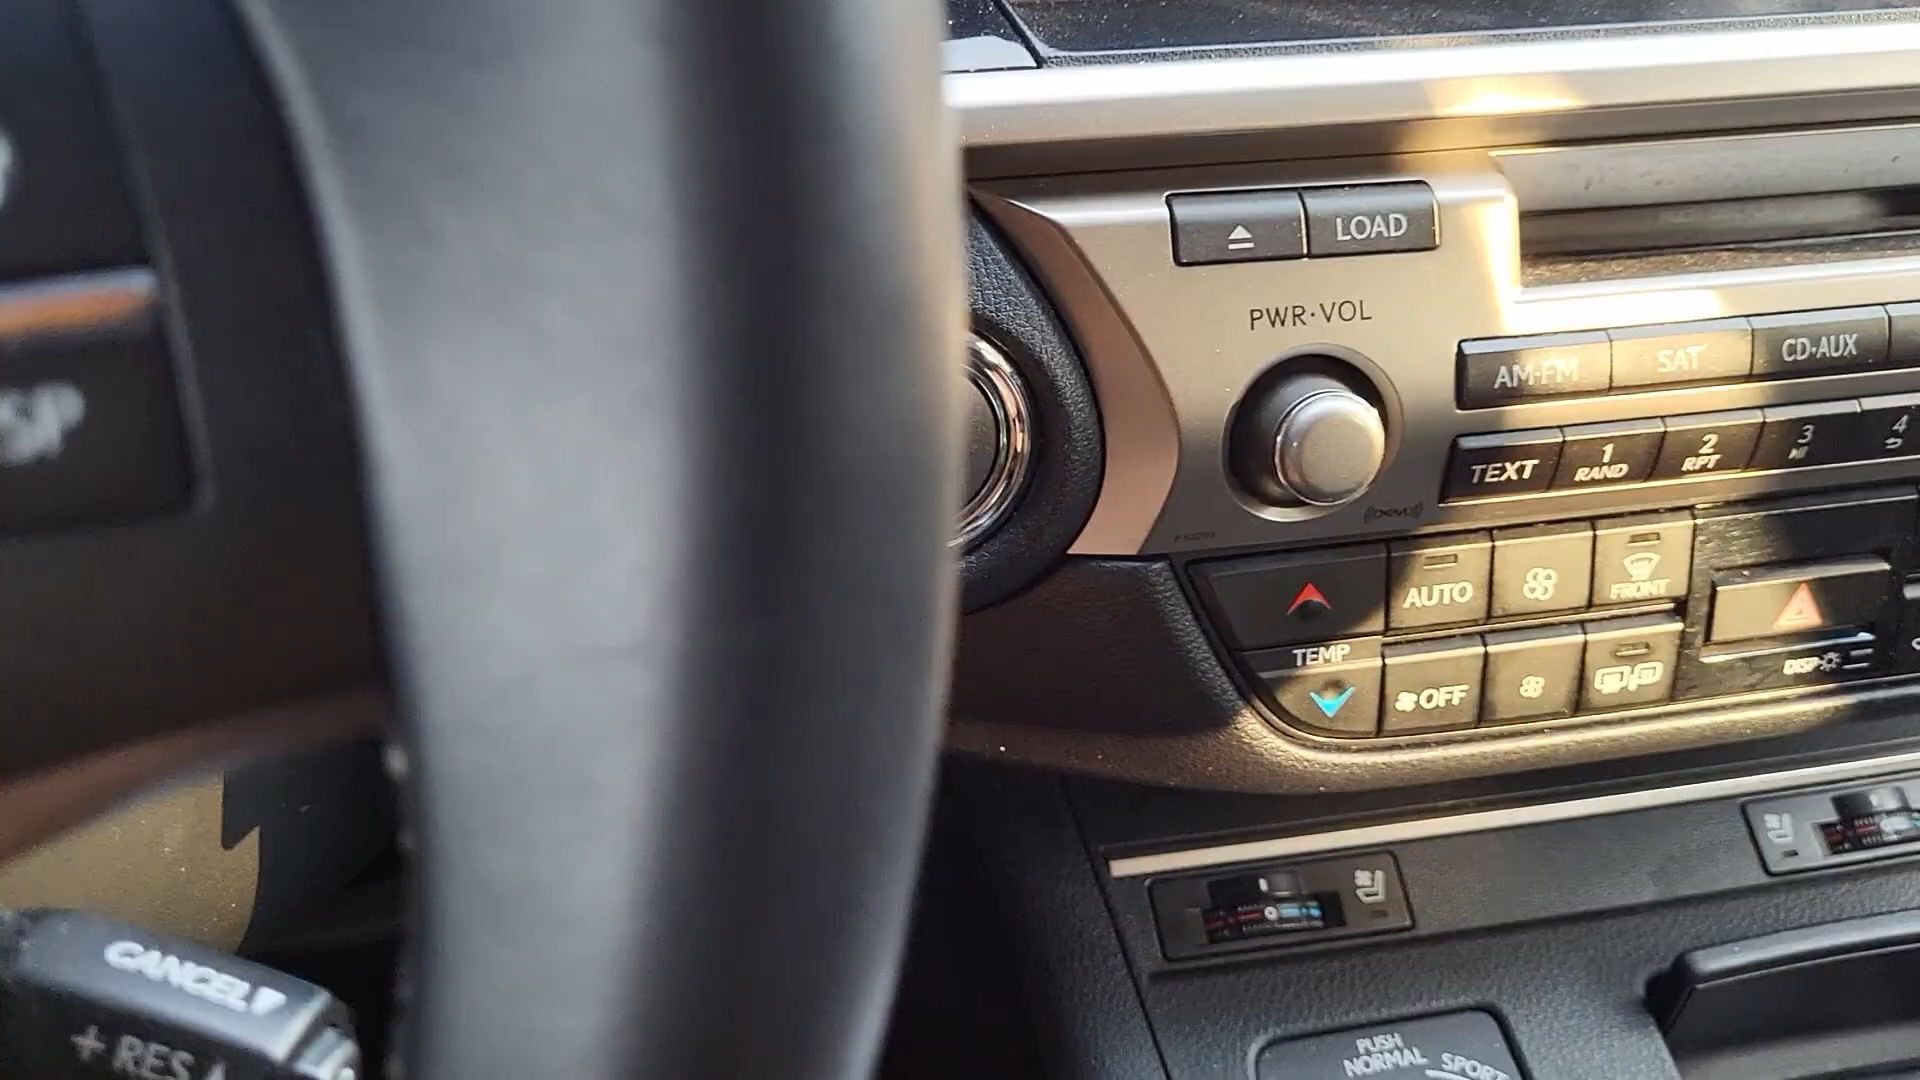 LOAD
PWR·VOL
AM·FM
SAT
CD·AUX
TEXT
1
RAND
2
RPT
3
4
AUTO
FRONT
TEMP
OFF
DISP
CANCEL
+RES
PUSH
NORMAL
SPORT